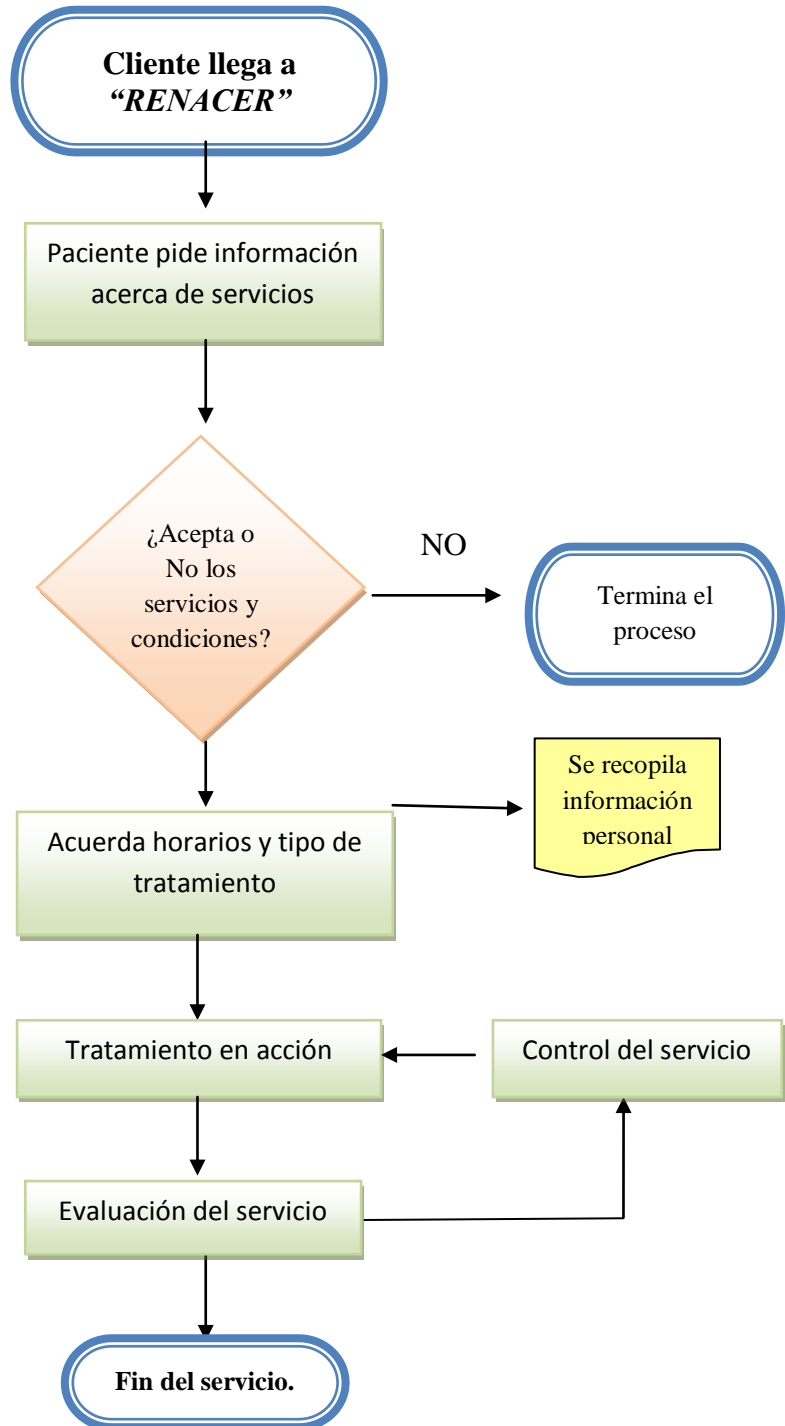 Cliente llega a
“RENACER”
Paciente pide información
acerca de servicios
¿Acepta o
No los
servicios y
condiciones?
NO
Termina el
proceso
Se recopila
información
personal
Acuerda horarios y tipo de
tratamiento
Tratamiento en acción
Control del servicio
Evaluación del servicio
Fin del servicio.